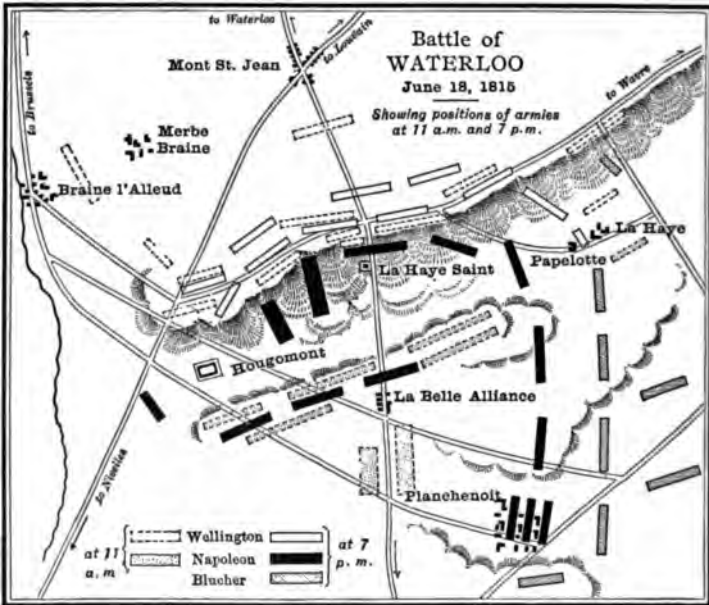 to Waterloo
to Louvain
Mont St. Jean
Battle of
WATERLOO
June 18, 1815
Showing positions of armies
at 11 a.m. and 7 p.m.
to Wavre
to Brussels
Merbe
Braine
Braine l'Alleud
La Haye
Papelotte
La Haye Saint
Hougomont
La Belle Alliance
to Nivelles
Planchenoit
at 11
a.m
Wellington
Napoleon
Blucher
at 7
p.m.